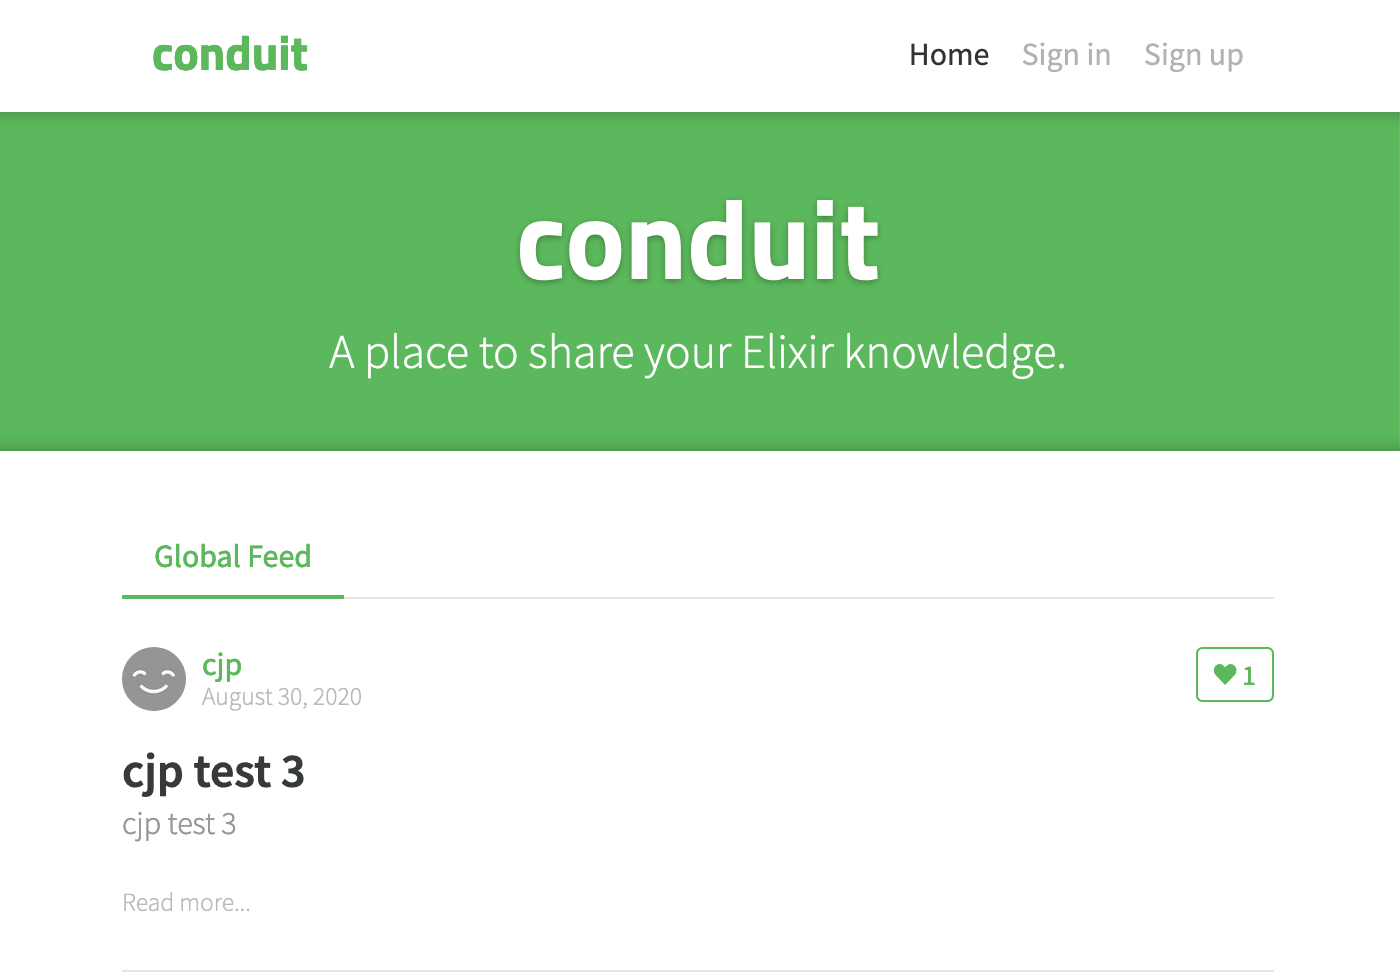 conduit
Home Sign in Sign up
conduit
A place to share your Elixir knowledge.
Global Feed
cjp
August 30, 2020
1
cjp test 3
cjp test 3
Read more...